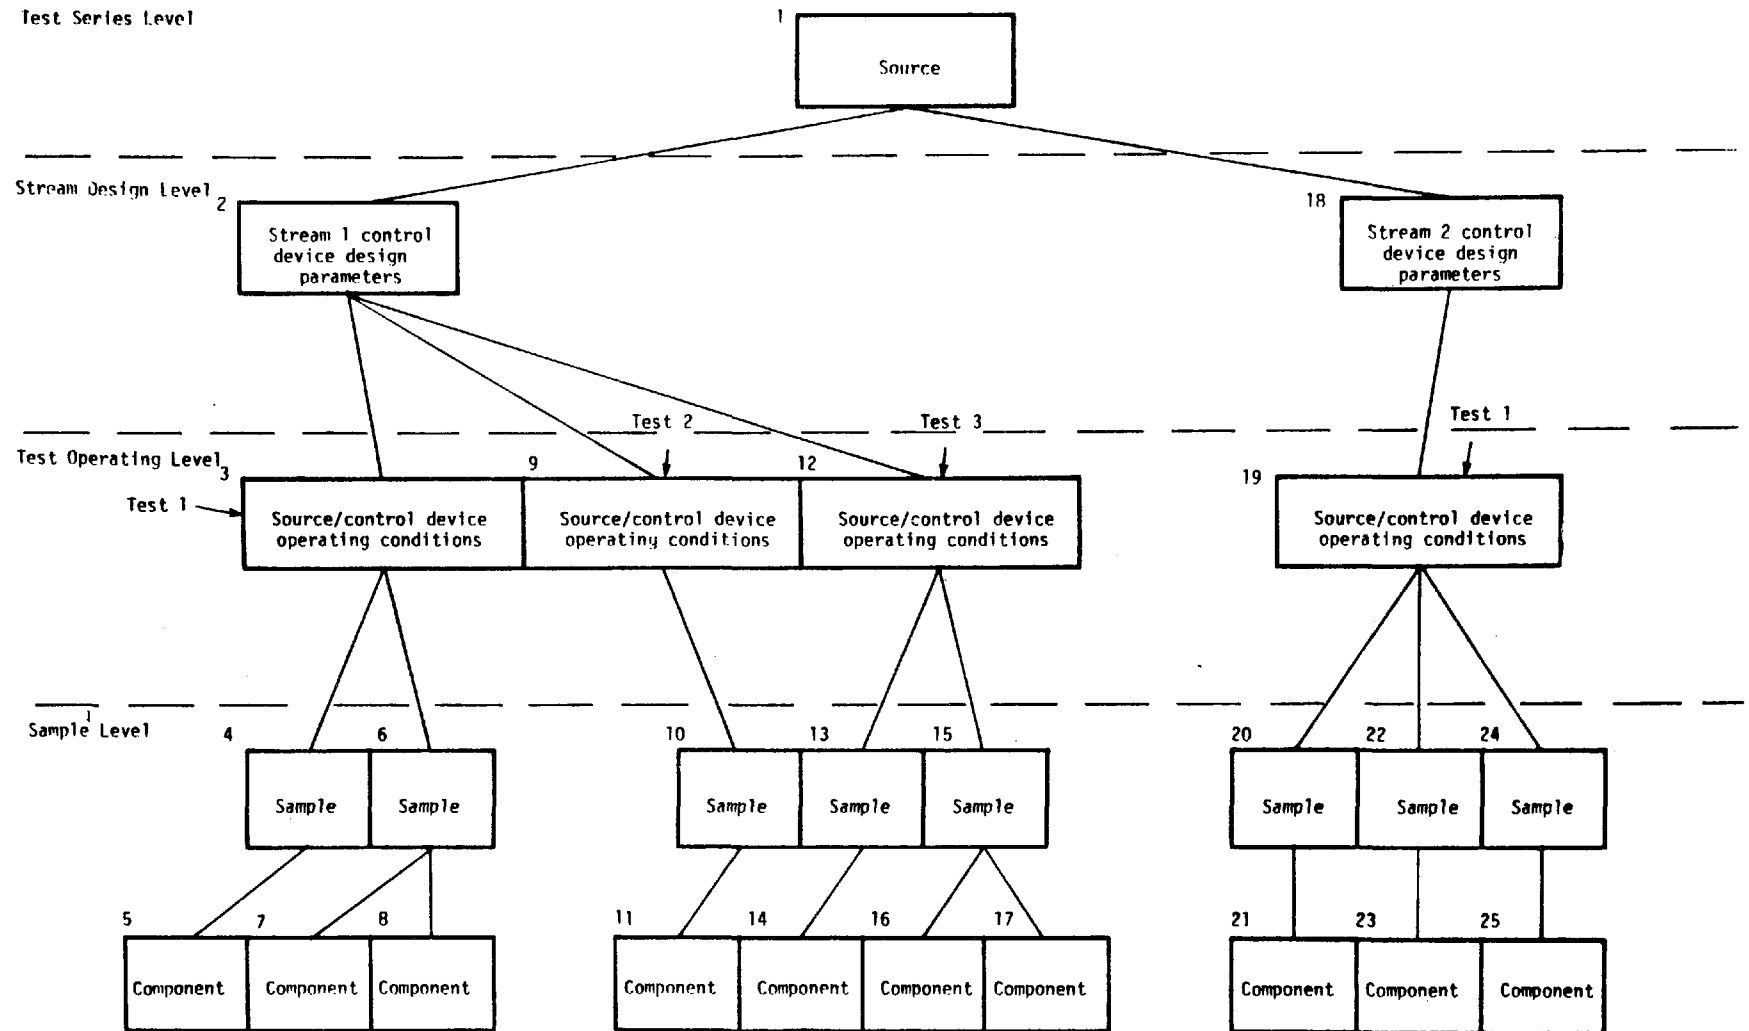 Test Series Level
1
Source
Stream Design Level
2
Stream 1 control
device design
parameters
18
Stream 2 control
device design
parameters
Test 2
Test 3
Test 1
Test Operating Level
3
9
12
19
Test 1
Source/control device
operating conditions
Source/control device
operating conditions
Source/control device
operating conditions
Source/control device
operating conditions
Sample Level
4
6
10
13
15
20
22
24
Sample
Sample
Sample
Sample
Sample
Sample
Sample
Sample
5
7
8
11
14
16
17
21
23
25
Component
Component
Component
Component
Component
Component
Component
Component
Component
Component